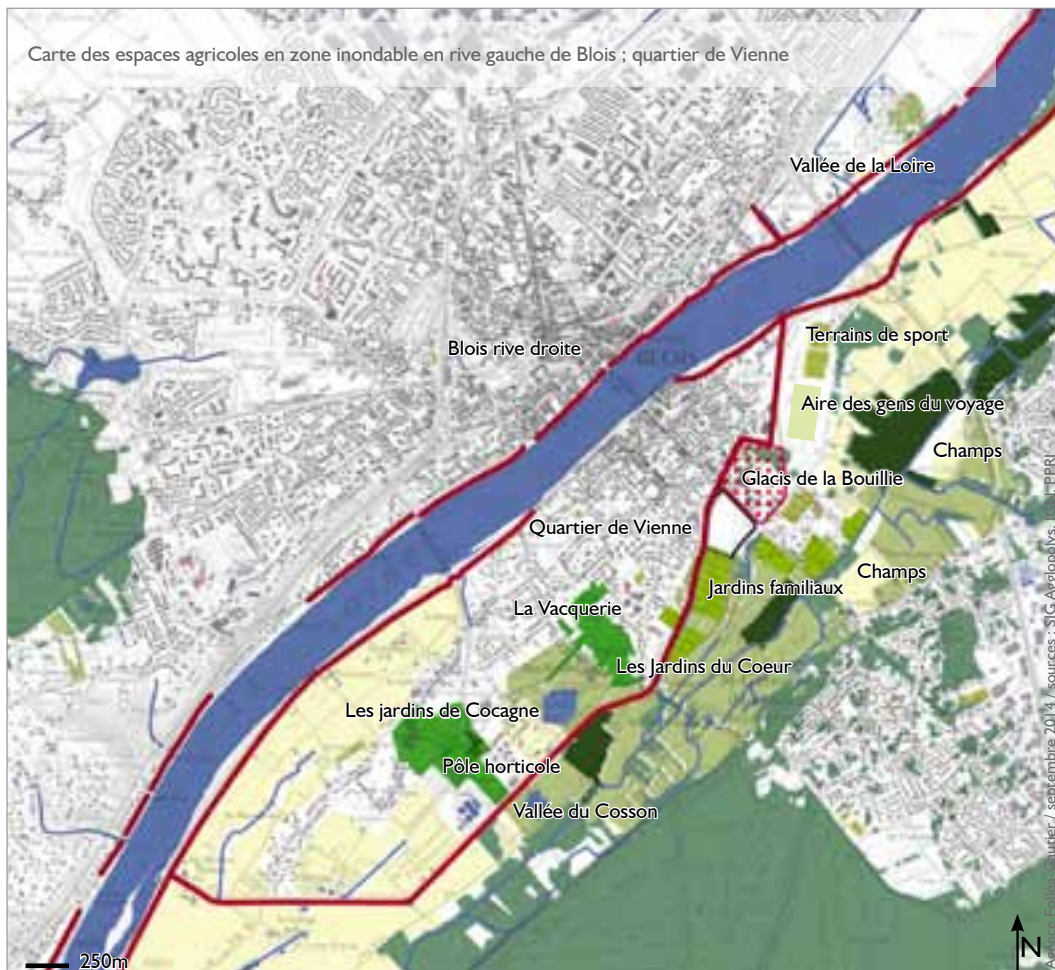 Carte des espaces agricoles en zone inondable en rive gauche de Blois ; quartier de Vienne
Vallée de la Loire
Terrains de sport
Blois rive droite
BLOIS
Aire des gens du voyage
Champs
Glacis de la Bouillie
Quartier de Vienne
Champs
Jardins familiaux
La Vacquerie
Les Jardins du Coeur
Les jardins de Cocagne
Pôle horticole
Vallée du Cosson
250m
N
/ septembre 2014 / sources : SIG Agglopolys,